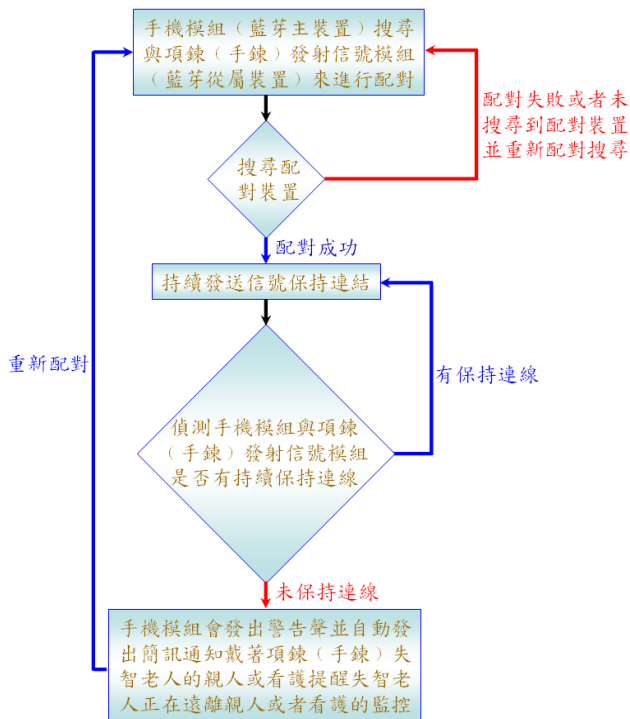 手機模組（藍芽主裝置）搜尋
與項鍊（手鍊）發射信號模組
（藍芽從屬裝置）來進行配對
配對失敗或者未
搜尋到配對裝置
並重新配對搜尋
搜尋配
對裝置
配對成功
持續發送信號保持連結
重新配對
有保持連線
偵測手機模組與項鍊
（手鍊）發射信號模組
是否有持續保持連線
未保持連線
手機模組會發出警告聲並自動發
出簡訊通知戴著項鍊（手鍊）失
智老人的親人或看護提醒失智老
人正在遠離親人或者看護的監控